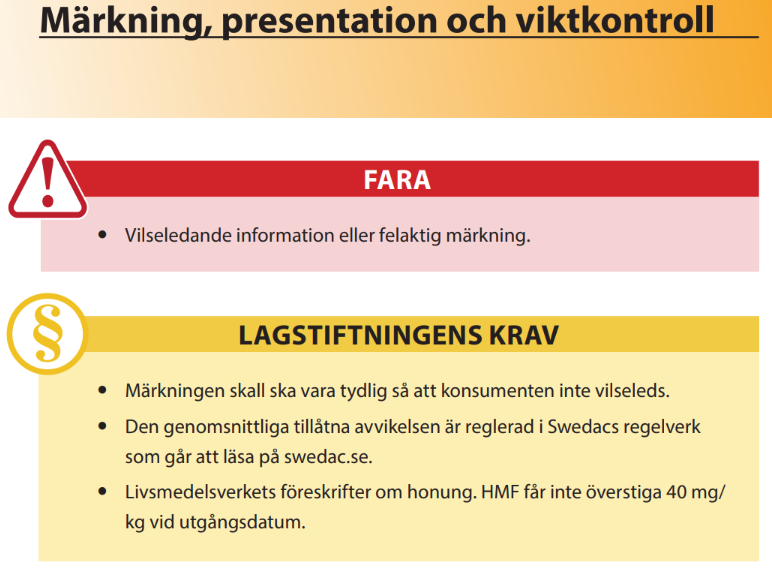 Märkning, presentation och viktkontroll
!
FARA
• Vilseledande information eller felaktig märkning.
§
LAGSTIFTNINGENS KRAV
• Märkningen skall ska vara tydlig så att konsumenten inte vilseleds.
• Den genomsnittliga tillåtna avvikelsen är reglerad i Swedacs regelverk
som går att läsa på swedac.se.
• Livsmedelsverkets föreskrifter om honung. HMF får inte överstiga 40 mg/
kg vid utgångsdatum.